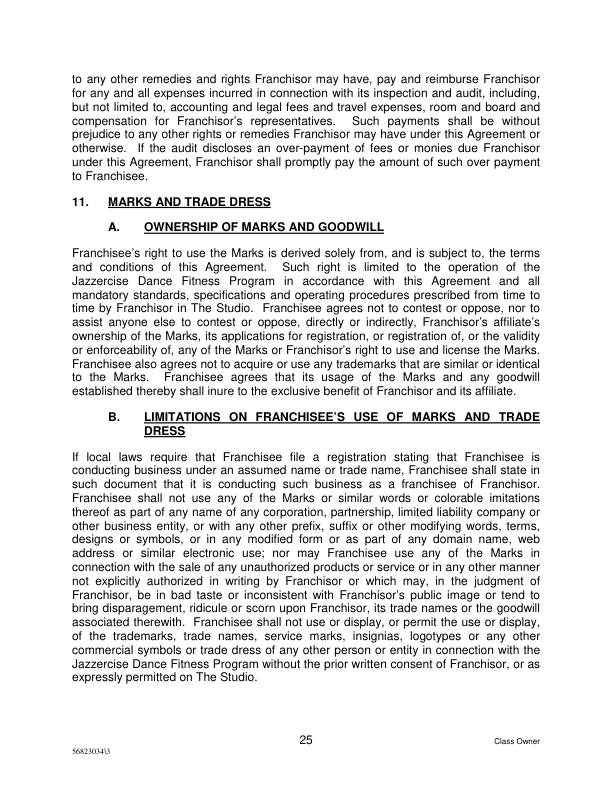 to any other remedies and rights Franchisor may have, pay and reimburse Franchisor
for any and all expenses incurred in connection with its inspection and audit, including,
but not limited to, accounting and legal fees and travel expenses, room and board and
compensation for Franchisor's representatives. Such payments shall be without
prejudice to any other rights or remedies Franchisor may have under this Agreement or
otherwise. If the audit discloses an over-payment of fees or monies due Franchisor
under this Agreement, Franchisor shall promptly pay the amount of such over payment
to Franchisee.
11. MARKS AND TRADE DRESS
A. OWNERSHIP OF MARKS AND GOODWILL
Franchisee's right to use the Marks is derived solely from, and is subject to, the terms
and conditions of this Agreement. Such right is limited to the operation of the
Jazzercise Dance Fitness Program in accordance with this Agreement and all
mandatory standards, specifications and operating procedures prescribed from time to
time by Franchisor in The Studio. Franchisee agrees not to contest or oppose, nor to
assist anyone else to contest or oppose, directly or indirectly, Franchisor's affiliate's
ownership of the Marks, its applications for registration, or registration of, or the validity
or enforceability of, any of the Marks or Franchisor's right to use and license the Marks.
Franchisee also agrees not to acquire or use any trademarks that are similar or identical
to the Marks. Franchisee agrees that its usage of the Marks and any goodwill
established thereby shall inure to the exclusive benefit of Franchisor and its affiliate.
B. LIMITATIONS ON FRANCHISEE'S USE OF MARKS AND TRADE
DRESS
If local laws require that Franchisee file a registration stating that Franchisee is
conducting business under an assumed name or trade name, Franchisee shall state in
such document that it is conducting such business as a franchisee of Franchisor.
Franchisee shall not use any of the Marks or similar words or colorable imitations
thereof as part of any name of any corporation, partnership, limited liability company or
other business entity, or with any other prefix, suffix or other modifying words, terms,
designs or symbols, or in any modified form or as part of any domain name, web
address or similar electronic use; nor may Franchisee use any of the Marks in
connection with the sale of any unauthorized products or service or in any other manner
not explicitly authorized in writing by Franchisor or which may, in the judgment of
Franchisor, be in bad taste or inconsistent with Franchisor's public image or tend to
bring disparagement, ridicule or scorn upon Franchisor, its trade names or the goodwill
associated therewith. Franchisee shall not use or display, or permit the use or display,
of the trademarks, trade names, service marks, insignias, logotypes or any other
commercial symbols or trade dress of any other person or entity in connection with the
Jazzercise Dance Fitness Program without the prior written consent of Franchisor, or as
expressly permitted on The Studio.
25
Class Owner
56823034\3